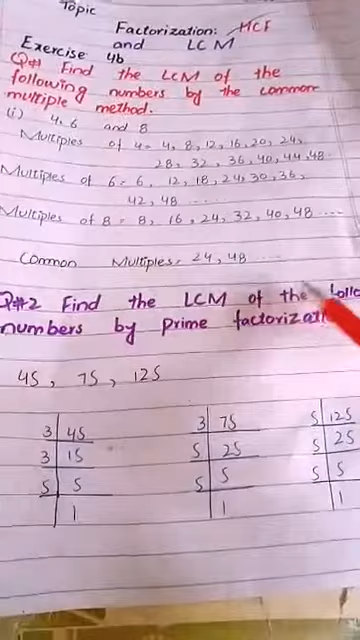 Topic
Factorization: HCF
and LCM
Exercise 4b
Q#1 Find the LCM of the
following numbers by the common
multiple method.
(i) 4, 6 and 8
Multiples of 4 = 4, 8, 12, 16, 20, 24,
28, 32, 36, 40, 44, 48
Multiples of 6 = 6, 12, 18, 24, 30, 36,
42, 48 ......
Multiples of 8 = 8, 16, 24, 32, 40, 48 .....
Common Multiples = 24, 48 .....
Q#2 Find the LCM of the
numbers by prime
45, 75, 125
3 45 3 75 5 125
3 15 5 25 5 25
5 5 5 5 5 5
1 1 1